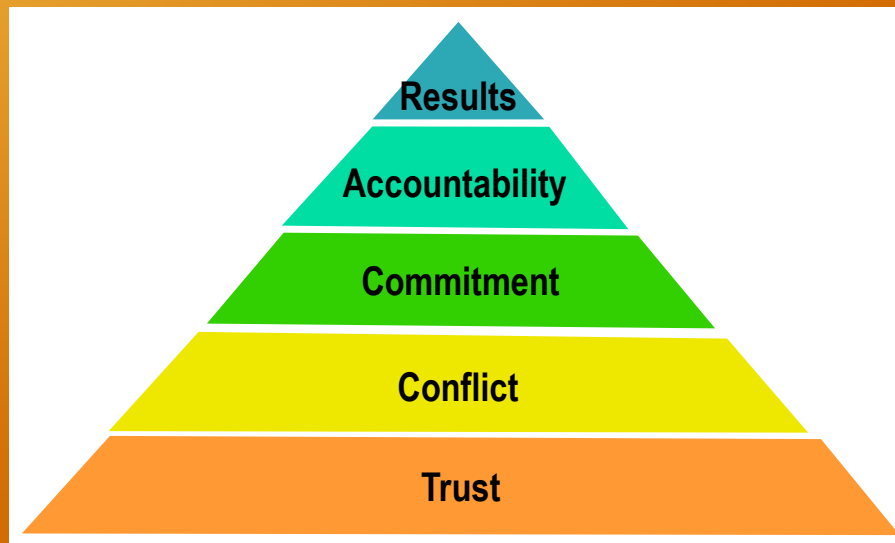 Results
Accountability
Commitment
Conflict
Trust